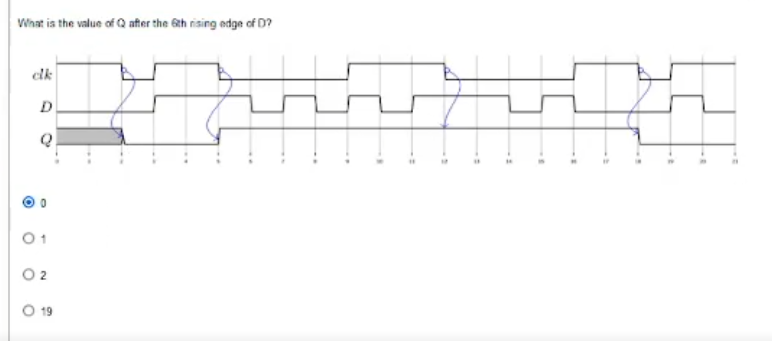 What is the value of Q after the 6th rising edge of D?
clk
D
Q
0
1
2
19